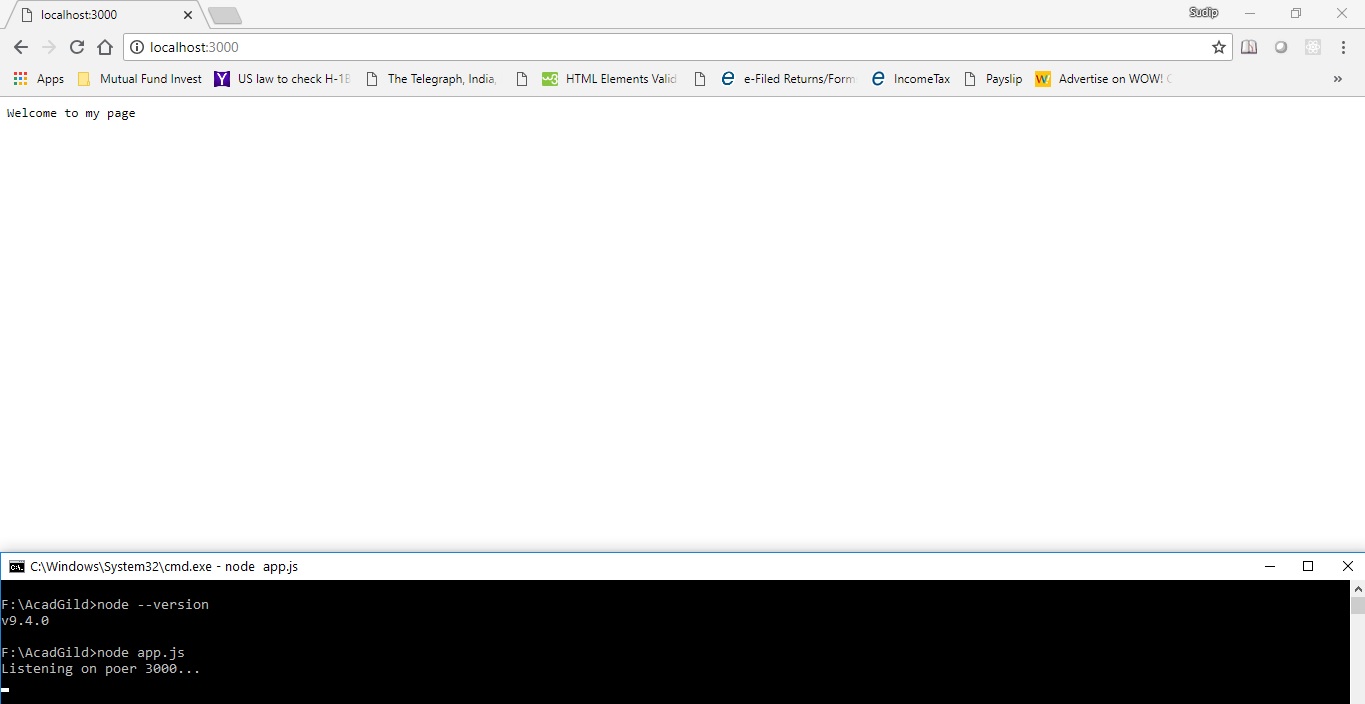 localhost:3000
Sudip
localhost:3000
Apps Mutual Fund Invest US law to check H-1B The Telegraph, India, HTML Elements Valid e-Filed Returns/Form IncomeTax Payslip Advertise on WOW! »
Welcome to my page
C:\Windows\System32\cmd.exe - node app.js
F:\AcadGild>node --version
v9.4.0
F:\AcadGild>node app.js
Listening on poer 3000...